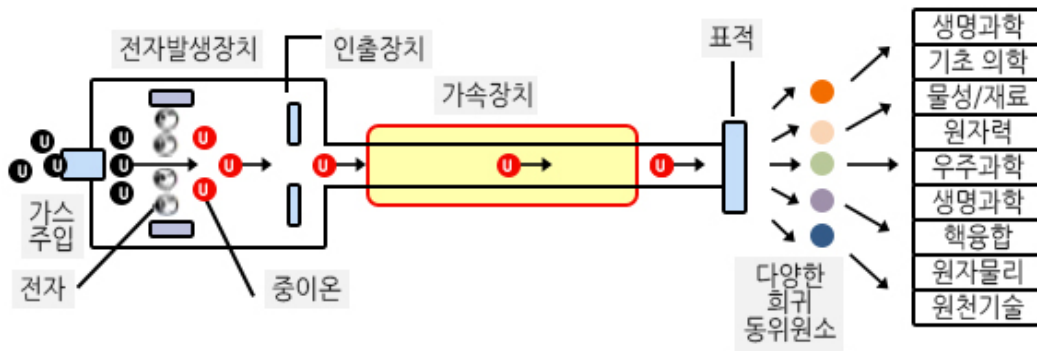 전자발생장치
인출장치
가속장치
표적
U
U
U
U
U
U
U
U
U
U
U
U
가스
주입
전자
중이온
다양한
희귀
동위원소
생명과학
기초 의학
물성/재료
원자력
우주과학
생명과학
핵융합
원자물리
원천기술